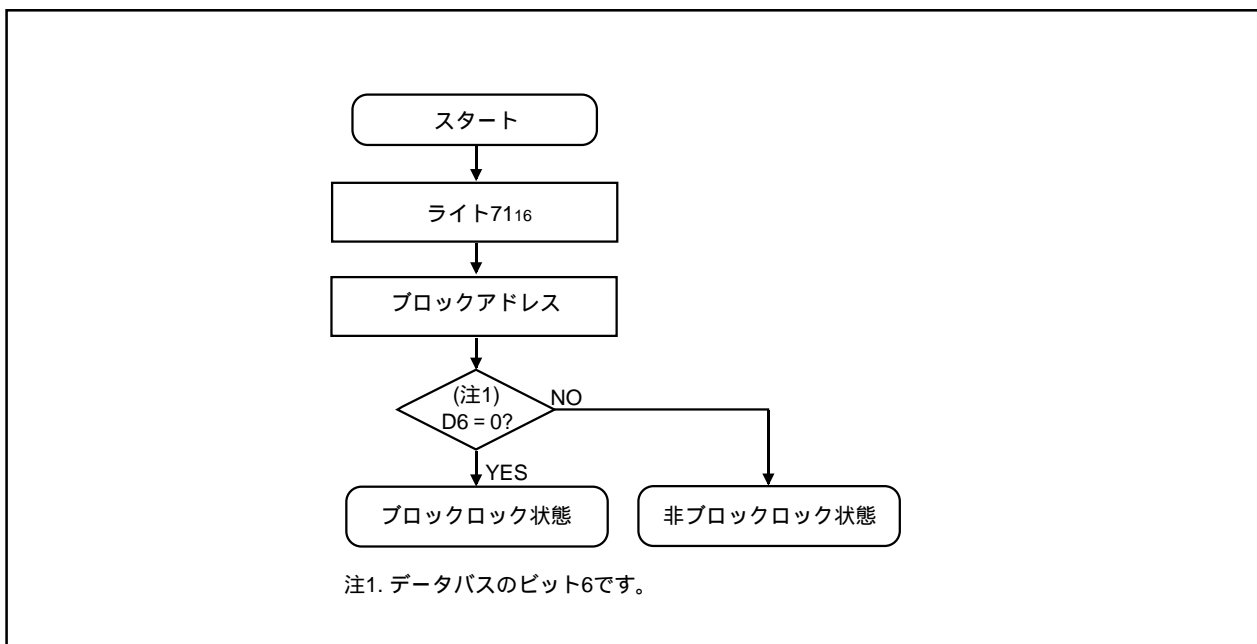 スタート
ライト7116
ブロックアドレス
(注1)
D6 = 0?
NO
YES
ブロックロック状態
非ブロックロック状態
注1. データバスのビット6です。